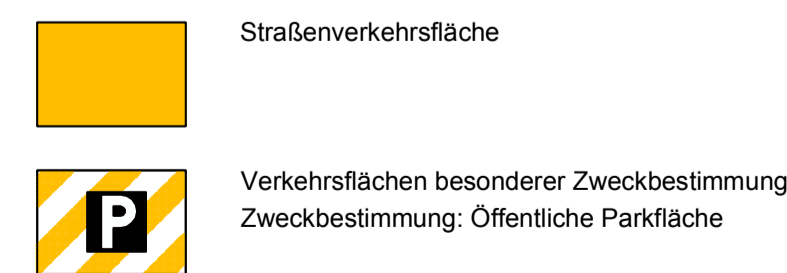 Straßenverkehrsfläche
Verkehrsflächen besonderer Zweckbestimmung
P
Zweckbestimmung: Öffentliche Parkfläche